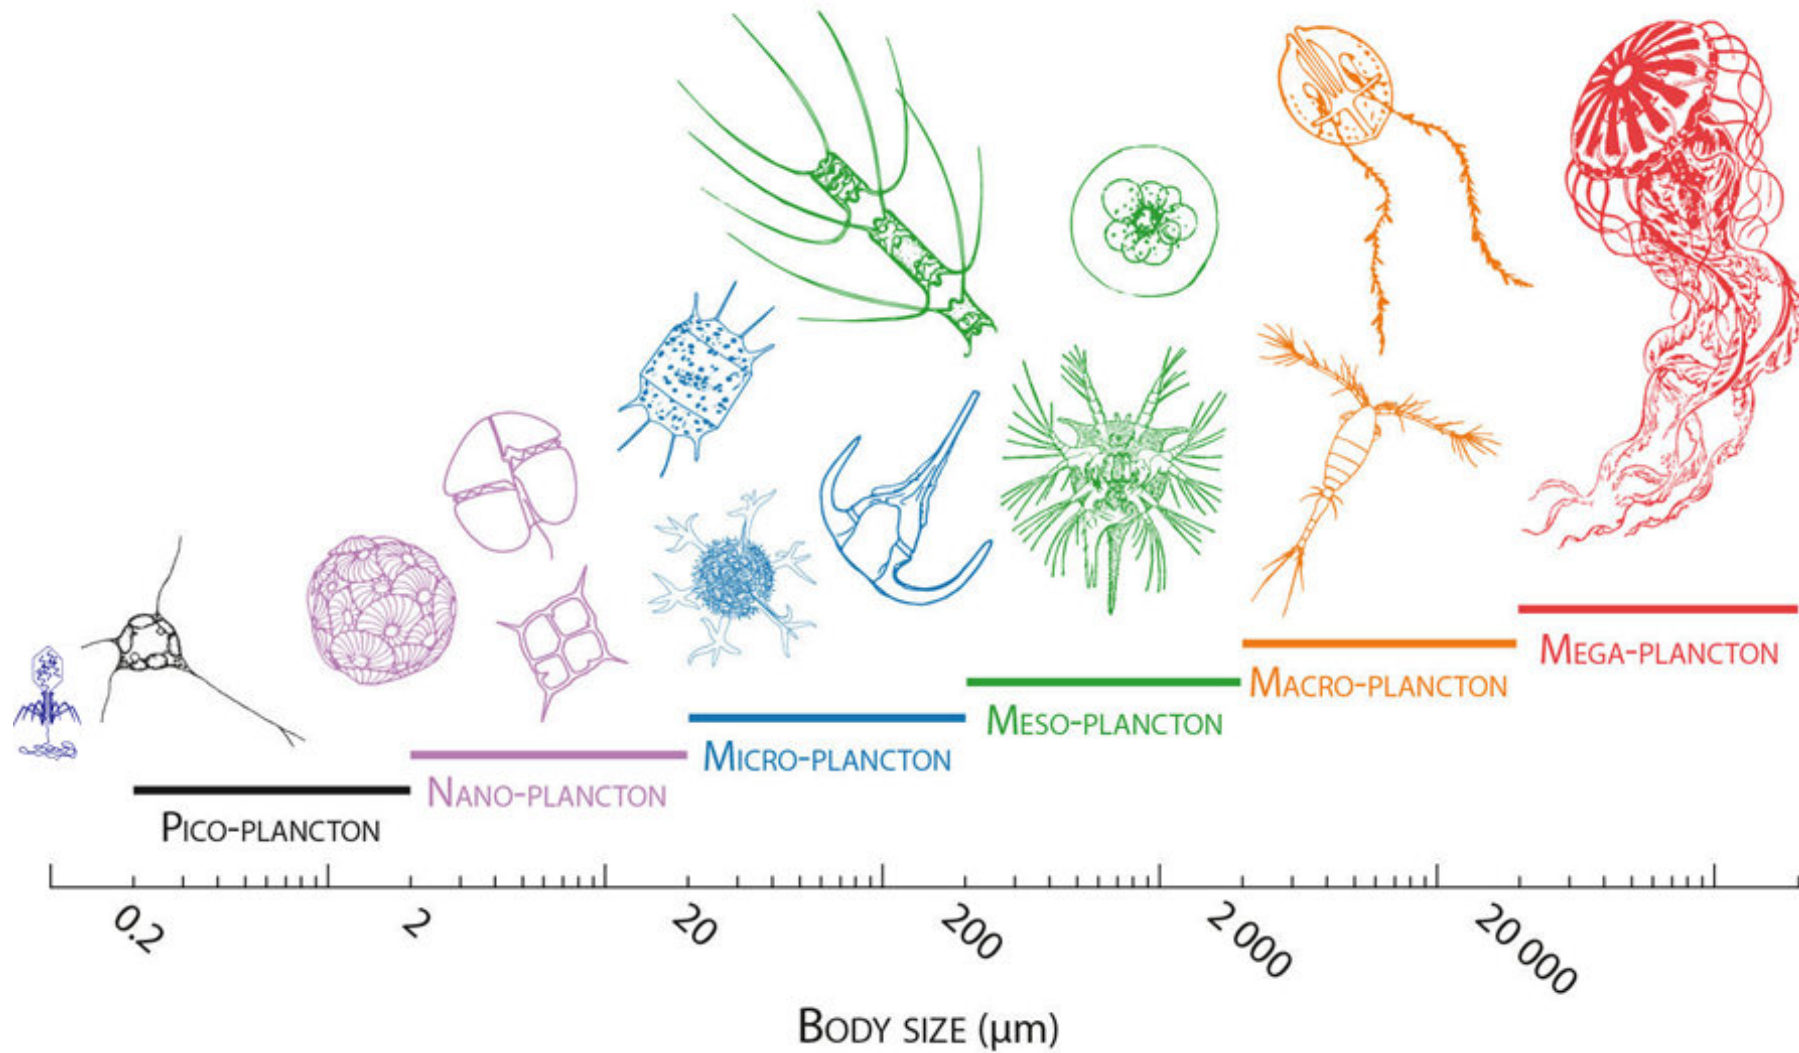 Pico-plancton
Nano-plancton
Micro-plancton
Meso-plancton
Macro-plancton
Mega-plancton
0.2
2
20
200
2 000
20 000
Body size (µm)